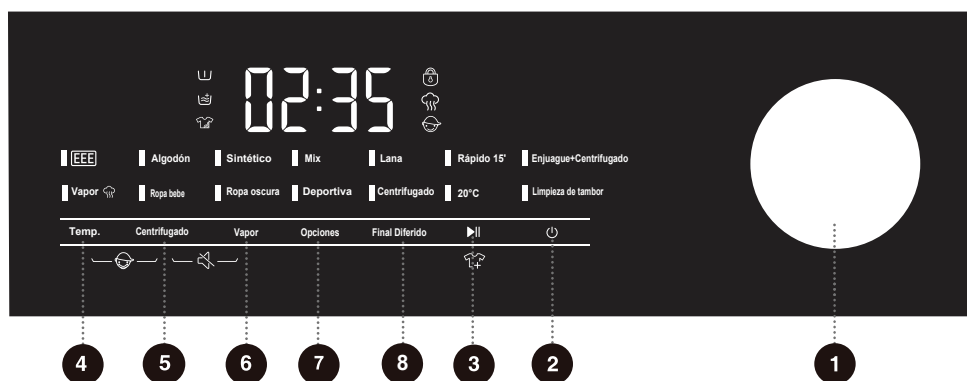 02:35
EEE Algodón Sintético Mix Lana Rápido 15' Enjuague+Centrifugado
Vapor Ropa bebe Ropa oscura Deportiva Centrifugado 20°C Limpieza de tambor
Temp. Centrifugado Vapor Opciones Final Diferido
4 5 6 7 8 3 2 1